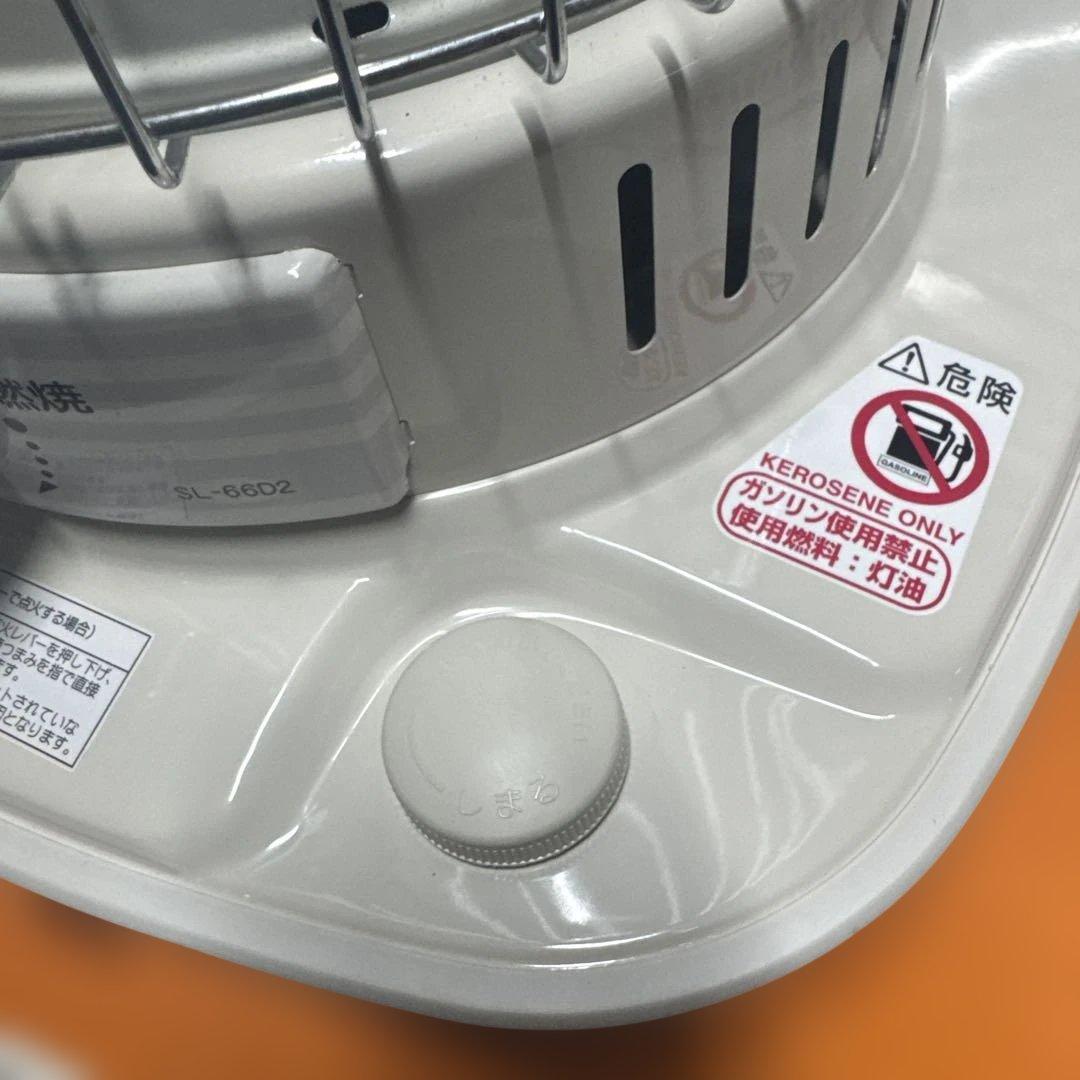 燃焼
SL-66D2
危険
GASOLINE
KEROSENE ONLY
ガソリン使用禁止
使用燃料：灯油
ーで点火する場合)
火レバーを押し下げ、
つまみを指で直接
ます。
トされていな
となります。
しまる